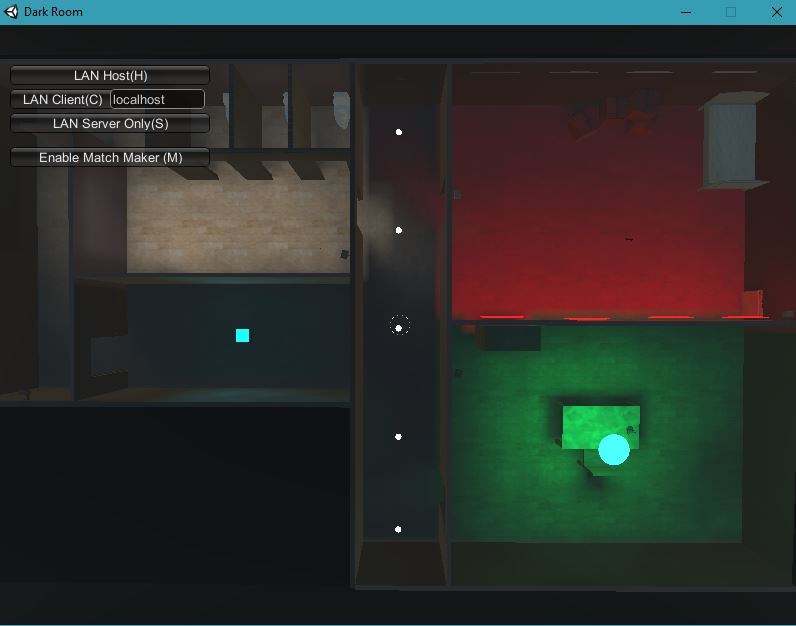 Dark Room
LAN Host(H)
LAN Client(C) localhost
LAN Server Only(S)
Enable Match Maker (M)